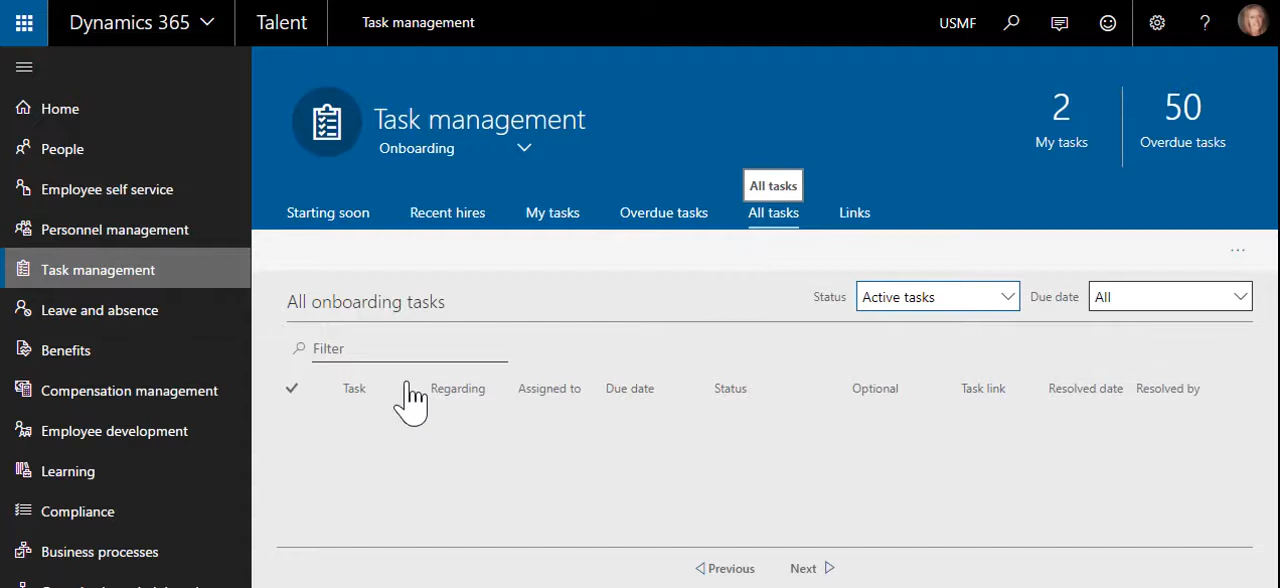 Dynamics 365
Talent
Task management
USMF
?
Home
People
Employee self service
Personnel management
Task management
Leave and absence
Benefits
Compensation management
Employee development
Learning
Compliance
Business processes
Task management
Onboarding
2
My tasks
50
Overdue tasks
All tasks
Starting soon
Recent hires
My tasks
Overdue tasks
All tasks
Links
...
All onboarding tasks
Status
Active tasks
Due date
All
Filter
Task
Regarding
Assigned to
Due date
Status
Optional
Task link
Resolved date
Resolved by
Previous
Next